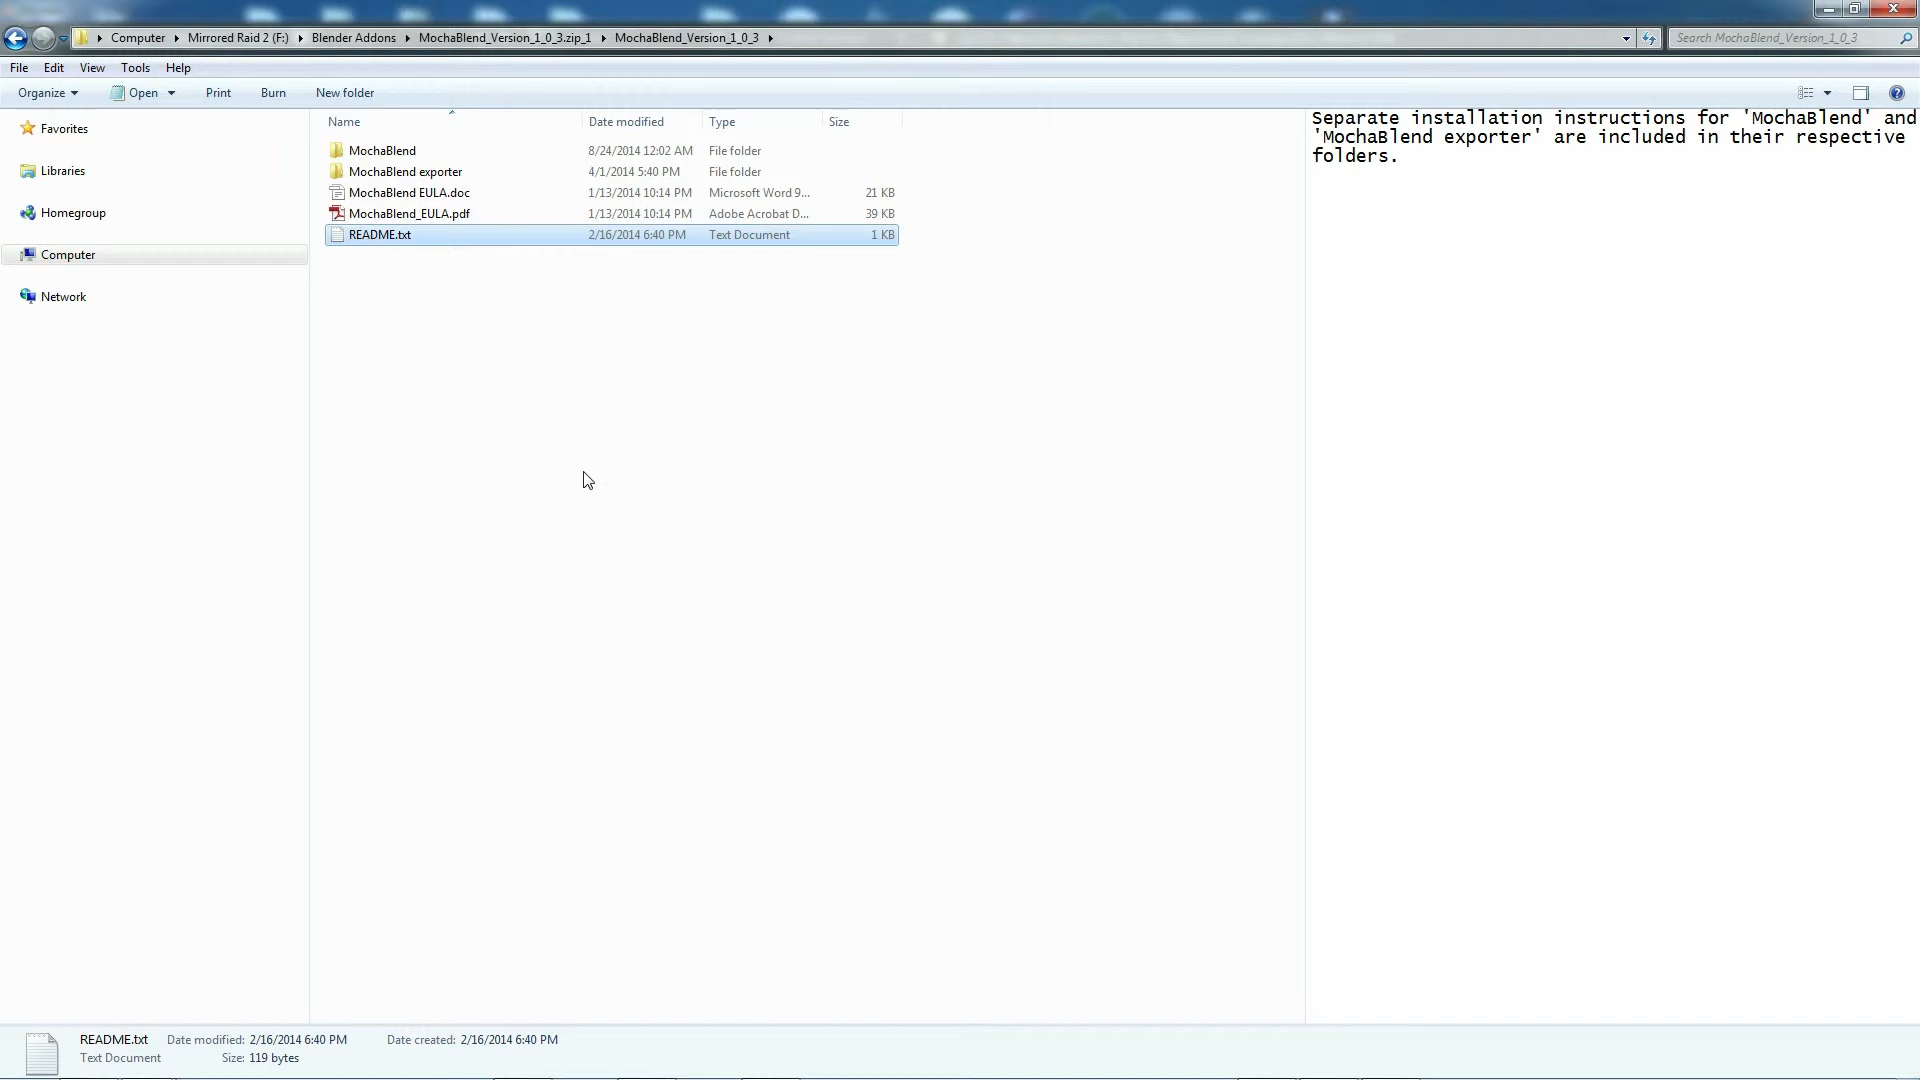 Computer Mirrored Raid 2 (F:) Blender Addons MochaBlend_Version_1_0_3.zip_1 MochaBlend_Version_1_0_3 Search MochaBlend_Version_1_0_3
File Edit View Tools Help
Organize Open Print Burn New folder
Favorites
Libraries
Homegroup
Computer
Network
Name Date modified Type Size
MochaBlend 8/24/2014 12:02 AM File folder
MochaBlend exporter 4/1/2014 5:40 PM File folder
MochaBlend EULA.doc 1/13/2014 10:14 PM Microsoft Word 9... 21 KB
MochaBlend_EULA.pdf 1/13/2014 10:14 PM Adobe Acrobat D... 39 KB
README.txt 2/16/2014 6:40 PM Text Document 1 KB
Separate installation instructions for 'MochaBlend' and
'MochaBlend exporter' are included in their respective
folders.
README.txt Date modified: 2/16/2014 6:40 PM Date created: 2/16/2014 6:40 PM
Text Document Size: 119 bytes